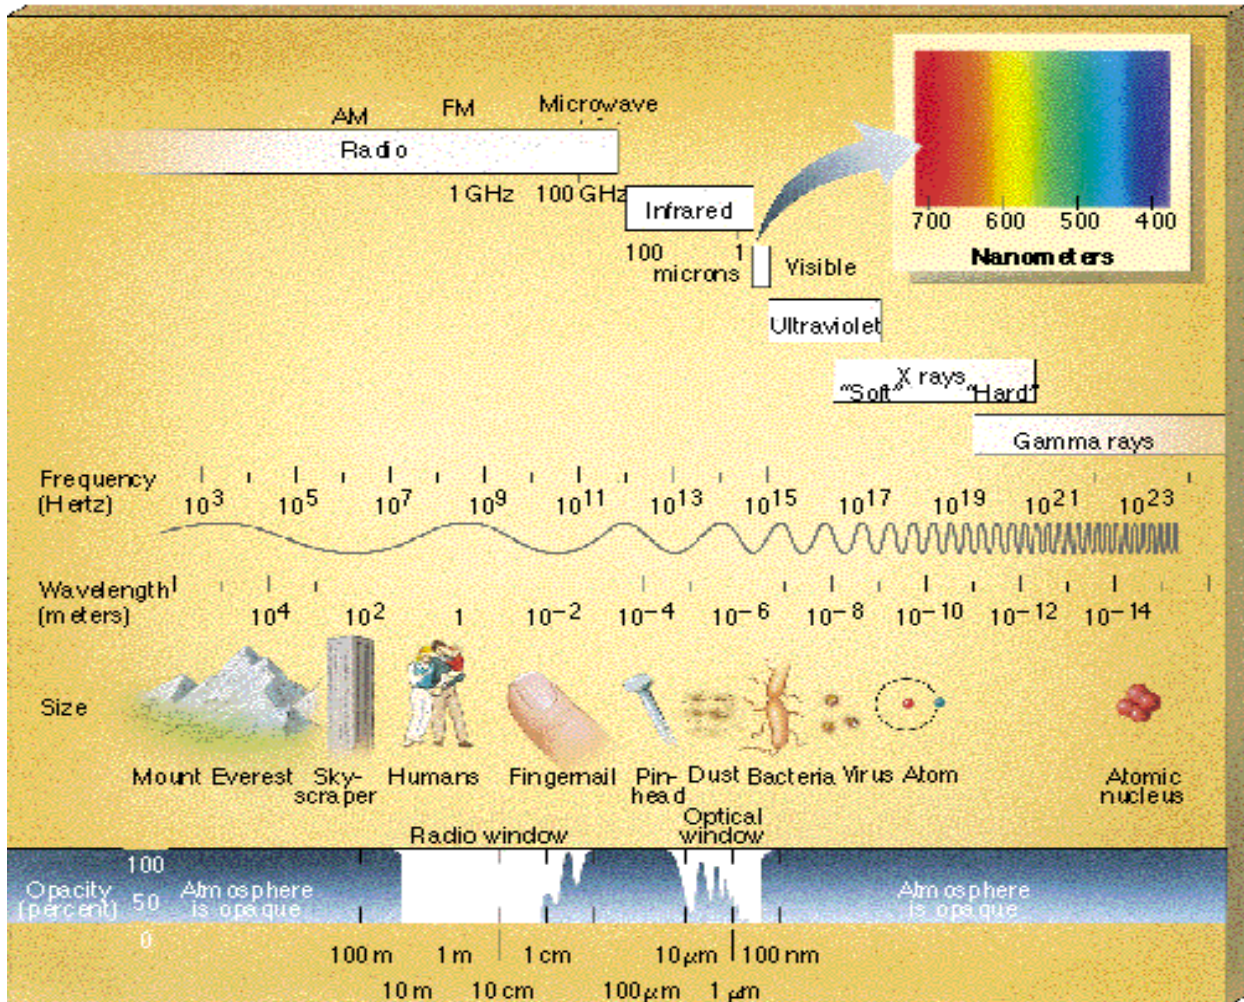 AM FM Microwave
Radio
1 GHz 100 GHz
Infrared
100 1
microns
Visible
700 600 500 400
Nanometers
Ultraviolet
X rays
"Soft" "Hard"
Gamma rays
Frequency
(Hertz)
10³ 10⁵ 10⁷ 10⁹ 10¹¹ 10¹³ 10¹⁵ 10¹⁷ 10¹⁹ 10²¹ 10²³
Wavelength
(meters)
10⁴ 10² 1 10⁻² 10⁻⁴ 10⁻⁶ 10⁻⁸ 10⁻¹⁰ 10⁻¹² 10⁻¹⁴
Size
Mount Everest
Sky-
scraper
Humans
Fingernail
Pin-
head
Dust
Bacteria
Virus
Atom
Atomic
nucleus
Radio window
Optical
window
Opacity
(percent)
100
50
0
Atmosphere
is opaque
Atmosphere
is opaque
100 m 1 m 1 cm 10 μm 100 nm
10 m 10 cm 100 μm 1 μm